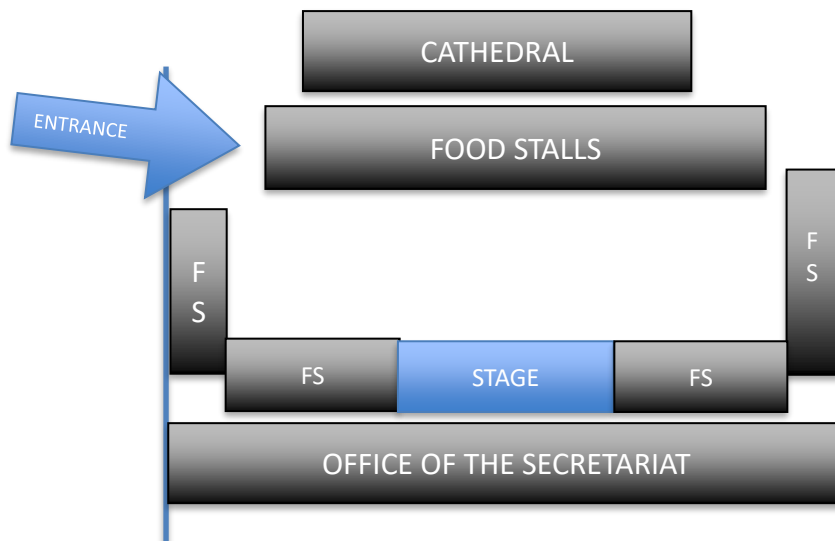 CATHEDRAL
ENTRANCE
FOOD STALLS
F
S
F
S
FS
STAGE
FS
OFFICE OF THE SECRETARIAT